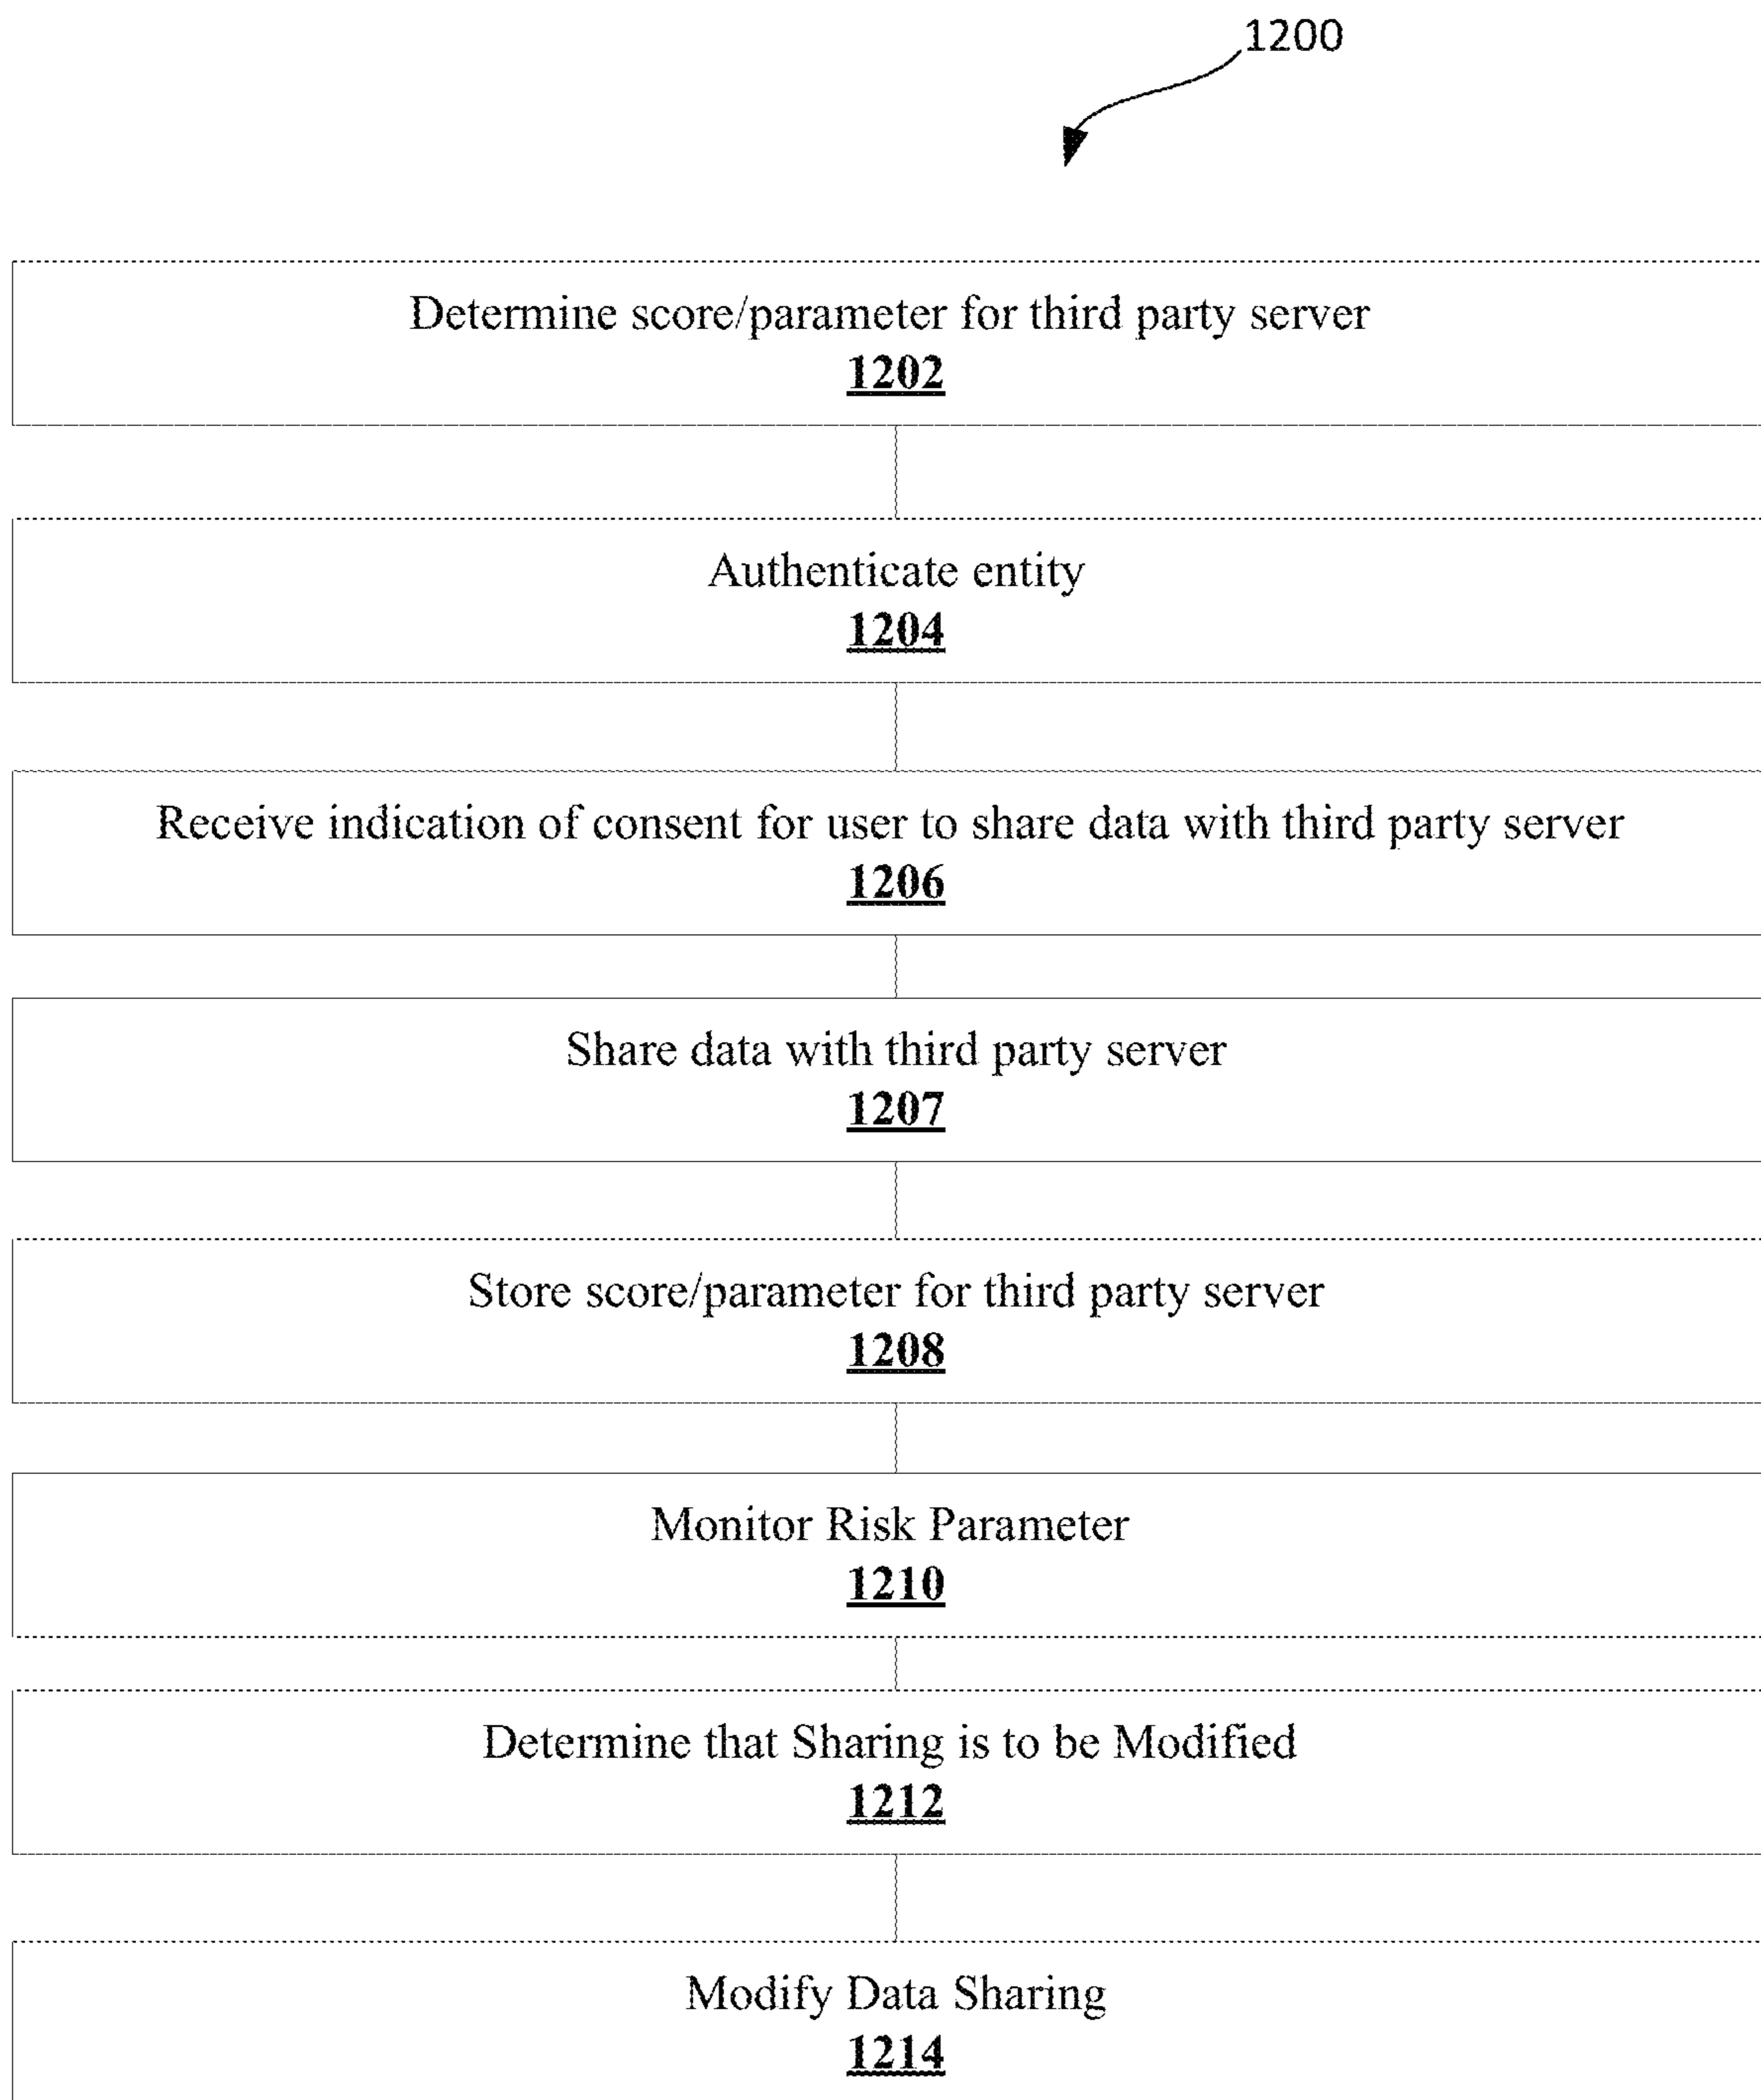 1200
Determine score/parameter for third party server
1202
Authenticate entity
1204
Receive indication of consent for user to share data with third party server
1206
Share data with third party server
1207
Store score/parameter for third party server
1208
Monitor Risk Parameter
1210
Determine that Sharing is to be Modified
1212
Modify Data Sharing
1214